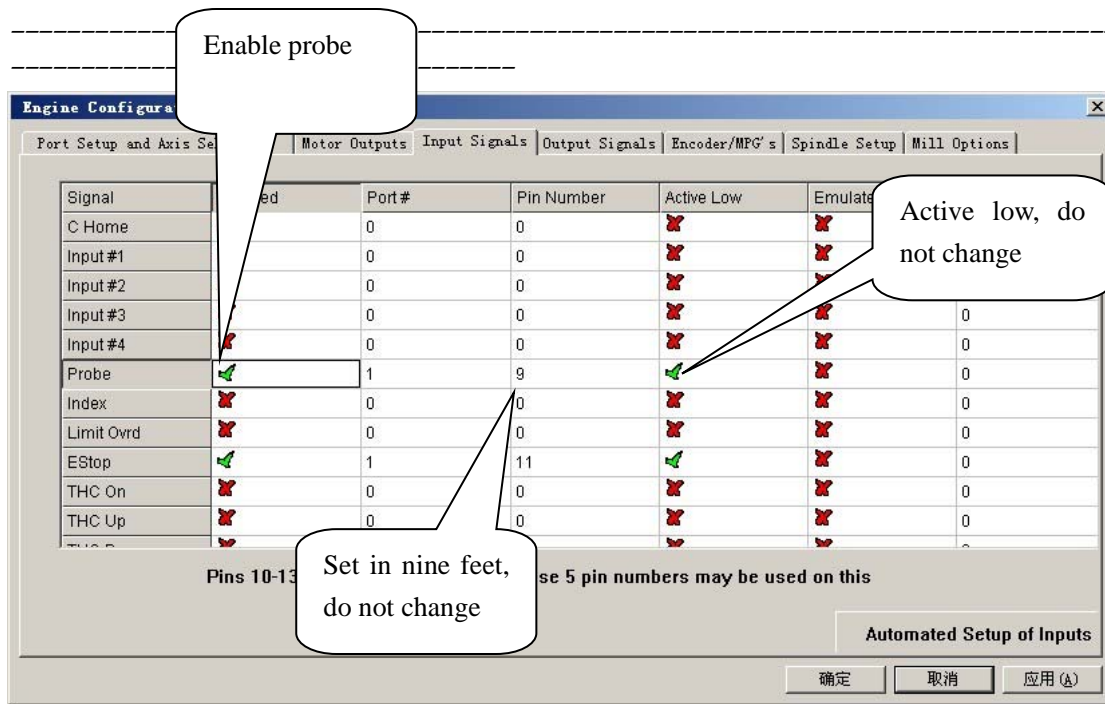 Enable probe
Engine Configura
Port Setup and Axis Se Motor Outputs Input Signals Output Signals Encoder/MPG's Spindle Setup Mill Options
Signal ed Port # Pin Number Active Low Emulate
Active low, do
not change
C Home 0 0
Input #1 0 0
Input #2 0 0
Input #3 0 0 0
Input #4 0 0 0
Probe 1 9 0
Index 0 0 0
Limit Ovrd 0 0 0
EStop 1 11 0
THC On 0 0 0
THC Up 0 0 0
Set in nine feet,
do not change
Pins 10-13 se 5 pin numbers may be used on this
Automated Setup of Inputs
确定 取消 应用(A)